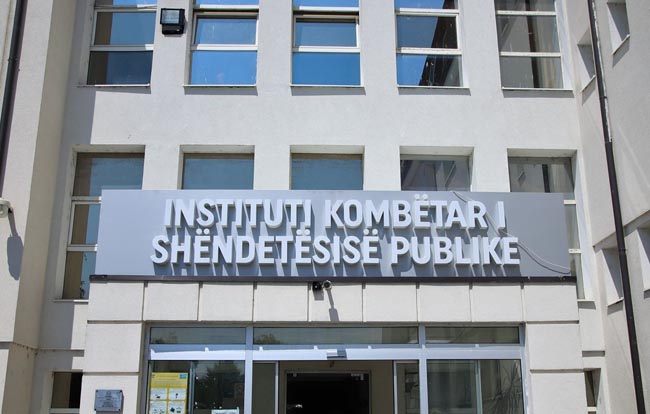 INSTITUTI KOMBËTAR I
SHËNDETËSISË PUBLIKE